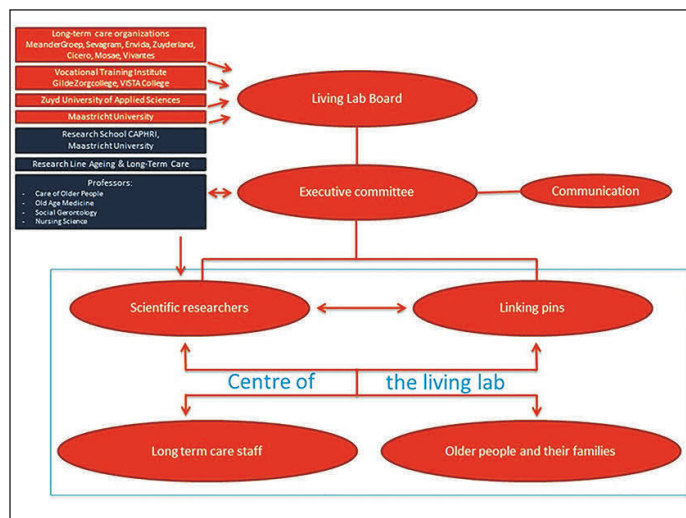 Long-term care organizations
MeanderGroep, Sevagram, Envida, Zuyderland,
Cicero, Mosae, Vivantes
Vocational Training Institute
Gilde Zorgcollege, VISTA College
Zuyd University of Applied Sciences
Maastricht University
Research School CAPHRI,
Maastricht University
Research Line Ageing & Long-Term Care
Professors:
- Care of Older People
- Old Age Medicine
- Social Gerontology
- Nursing Science
Living Lab Board
Executive committee
Communication
Scientific researchers
Linking pins
Centre of the living lab
Long term care staff
Older people and their families